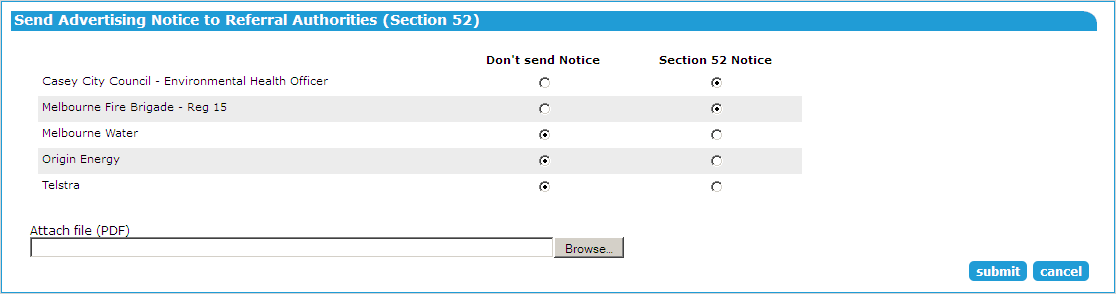 Send Advertising Notice to Referral Authorities (Section 52)
Don't send Notice Section 52 Notice
Casey City Council - Environmental Health Officer
Melbourne Fire Brigade - Reg 15
Melbourne Water
Origin Energy
Telstra
Attach file (PDF)
Browse...
submit cancel